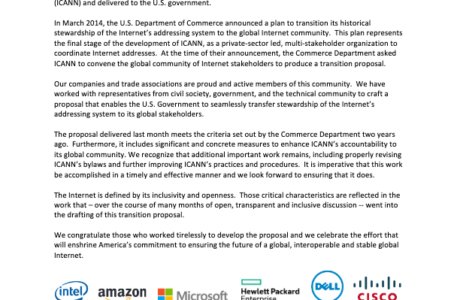 (ICANN) and delivered to the U.S. government.
In March 2014, the U.S. Department of Commerce announced a plan to transition its historical
stewardship of the Internet's addressing system to the global Internet community. This plan represents
the final stage of the development of ICANN, as a private-sector led, multi-stakeholder organization to
coordinate Internet addresses. At the time of their announcement, the Commerce Department asked
ICANN to convene the global community of Internet stakeholders to produce a transition proposal.
Our companies and trade associations are proud and active members of this community. We have
worked with representatives from civil society, government, and the technical community to craft a
proposal that enables the U.S. Government to seamlessly transfer stewardship of the Internet's
addressing system to its global stakeholders.
The proposal delivered last month meets the criteria set out by the Commerce Department two years
ago. Furthermore, it includes significant and concrete measures to enhance ICANN's accountability to
its global community. We recognize that additional important work remains, including properly revising
ICANN's bylaws and further improving ICANN's practices and procedures. It is imperative that this work
be accomplished in a timely and effective manner and we look forward to ensuring that it does.
The Internet is defined by its inclusivity and openness. Those critical characteristics are reflected in the
work that – over the course of many months of open, transparent and inclusive discussion -- went into
the drafting of this transition proposal.
We congratulate those who worked tirelessly to develop the proposal and we celebrate the effort that
will enshrine America's commitment to ensuring the future of a global, interoperable and stable global
Internet.
intel amazon Microsoft Hewlett Packard Enterprise DELL CISCO